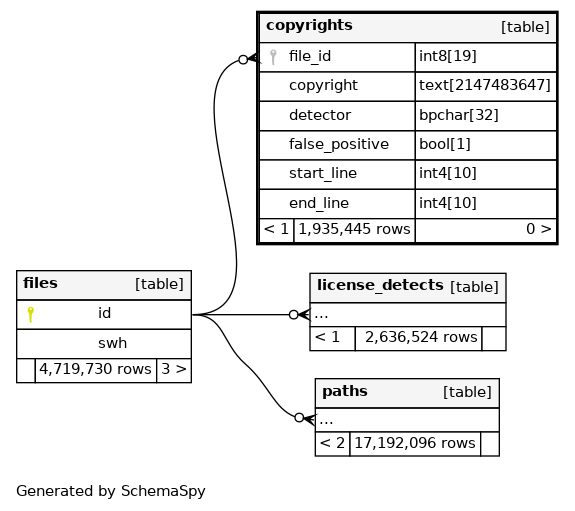 copyrights [table]
file_id int8[19]
copyright text[2147483647]
detector bpchar[32]
false_positive bool[1]
start_line int4[10]
end_line int4[10]
< 1 1,935,445 rows 0 >
files [table]
id
swh
4,719,730 rows 3 >
license_detects [table]
...
< 1 2,636,524 rows
paths [table]
...
< 2 17,192,096 rows
Generated by SchemaSpy